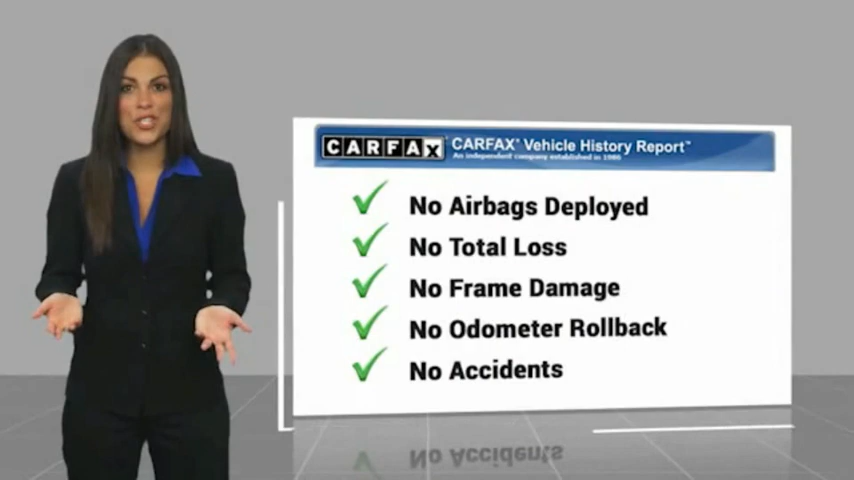 CARFAX CARFAX® Vehicle History Report™
An independent company established in 1986
No Airbags Deployed
No Total Loss
No Frame Damage
No Odometer Rollback
No Accidents
No Accidents